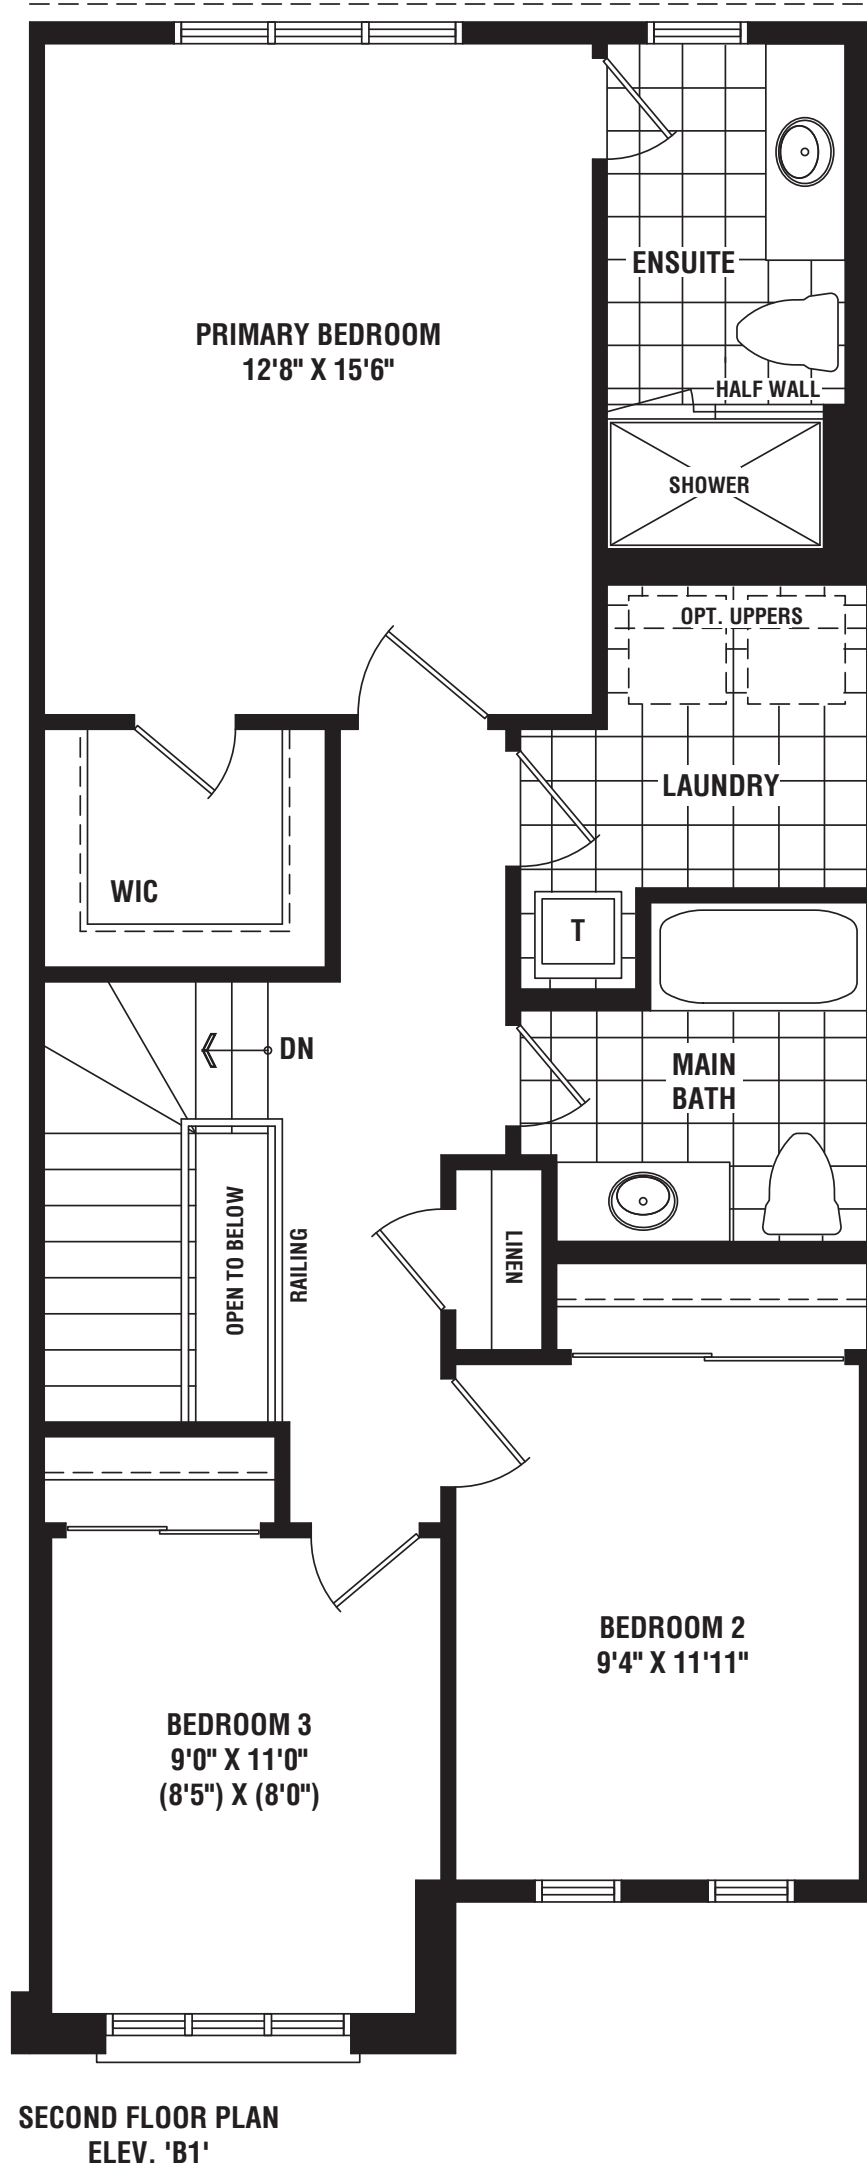 ENSUITE
PRIMARY BEDROOM
12'8" X 15'6"
HALF WALL
SHOWER
OPT. UPPERS
LAUNDRY
WIC
T
DN
MAIN
BATH
OPEN TO BELOW
RAILING
LINEN
BEDROOM 2
9'4" X 11'11"
BEDROOM 3
9'0" X 11'0"
(8'5") X (8'0")
SECOND FLOOR PLAN
ELEV. 'B1'